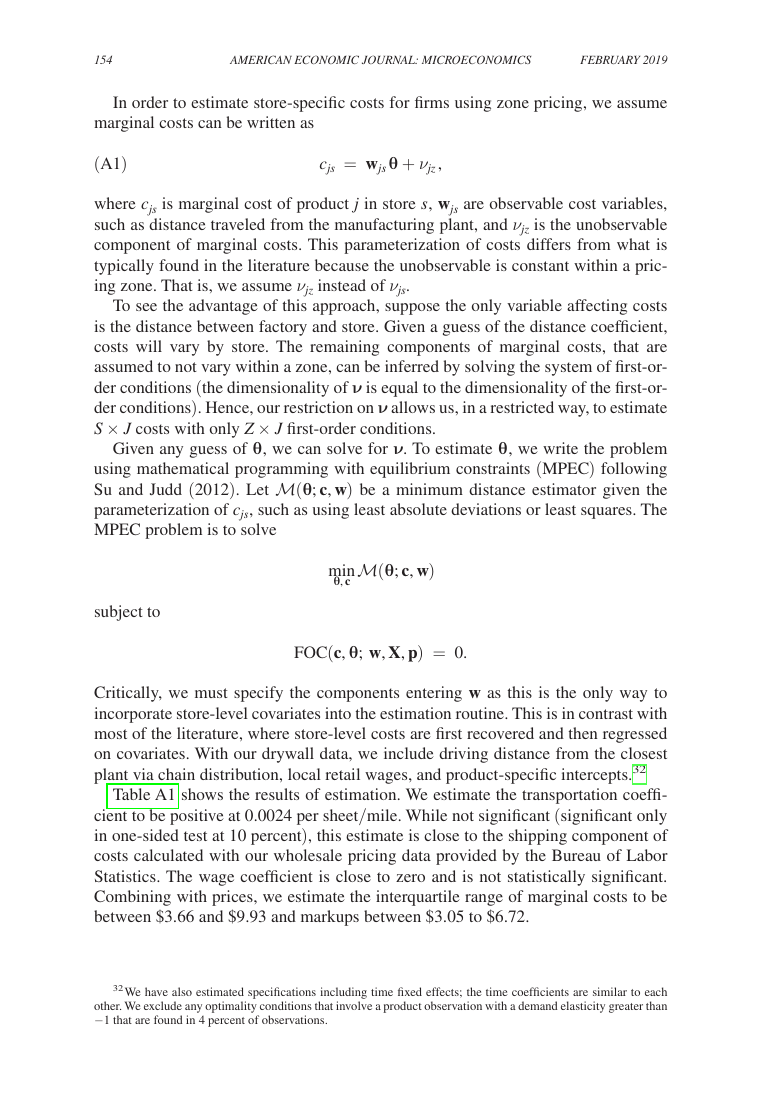 154 AMERICAN ECONOMIC JOURNAL: MICROECONOMICS FEBRUARY 2019
In order to estimate store-specific costs for firms using zone pricing, we assume
marginal costs can be written as
(A1) c_js = w_js θ + ν_jz,
where c_js is marginal cost of product j in store s, w_js are observable cost variables,
such as distance traveled from the manufacturing plant, and ν_jz is the unobservable
component of marginal costs. This parameterization of costs differs from what is
typically found in the literature because the unobservable is constant within a pric-
ing zone. That is, we assume ν_jz instead of ν_js.
To see the advantage of this approach, suppose the only variable affecting costs
is the distance between factory and store. Given a guess of the distance coefficient,
costs will vary by store. The remaining components of marginal costs, that are
assumed to not vary within a zone, can be inferred by solving the system of first-or-
der conditions (the dimensionality of ν is equal to the dimensionality of the first-or-
der conditions). Hence, our restriction on ν allows us, in a restricted way, to estimate
S × J costs with only Z × J first-order conditions.
Given any guess of θ, we can solve for ν. To estimate θ, we write the problem
using mathematical programming with equilibrium constraints (MPEC) following
Su and Judd (2012). Let ℳ(θ; c, w) be a minimum distance estimator given the
parameterization of c_js, such as using least absolute deviations or least squares. The
MPEC problem is to solve
min ℳ(θ; c, w)
θ, c
subject to
FOC(c, θ; w, X, p) = 0.
Critically, we must specify the components entering w as this is the only way to
incorporate store-level covariates into the estimation routine. This is in contrast with
most of the literature, where store-level costs are first recovered and then regressed
on covariates. With our drywall data, we include driving distance from the closest
plant via chain distribution, local retail wages, and product-specific intercepts.32
Table A1 shows the results of estimation. We estimate the transportation coeffi-
cient to be positive at 0.0024 per sheet/mile. While not significant (significant only
in one-sided test at 10 percent), this estimate is close to the shipping component of
costs calculated with our wholesale pricing data provided by the Bureau of Labor
Statistics. The wage coefficient is close to zero and is not statistically significant.
Combining with prices, we estimate the interquartile range of marginal costs to be
between $3.66 and $9.93 and markups between $3.05 to $6.72.
32 We have also estimated specifications including time fixed effects; the time coefficients are similar to each
other. We exclude any optimality conditions that involve a product observation with a demand elasticity greater than
−1 that are found in 4 percent of observations.